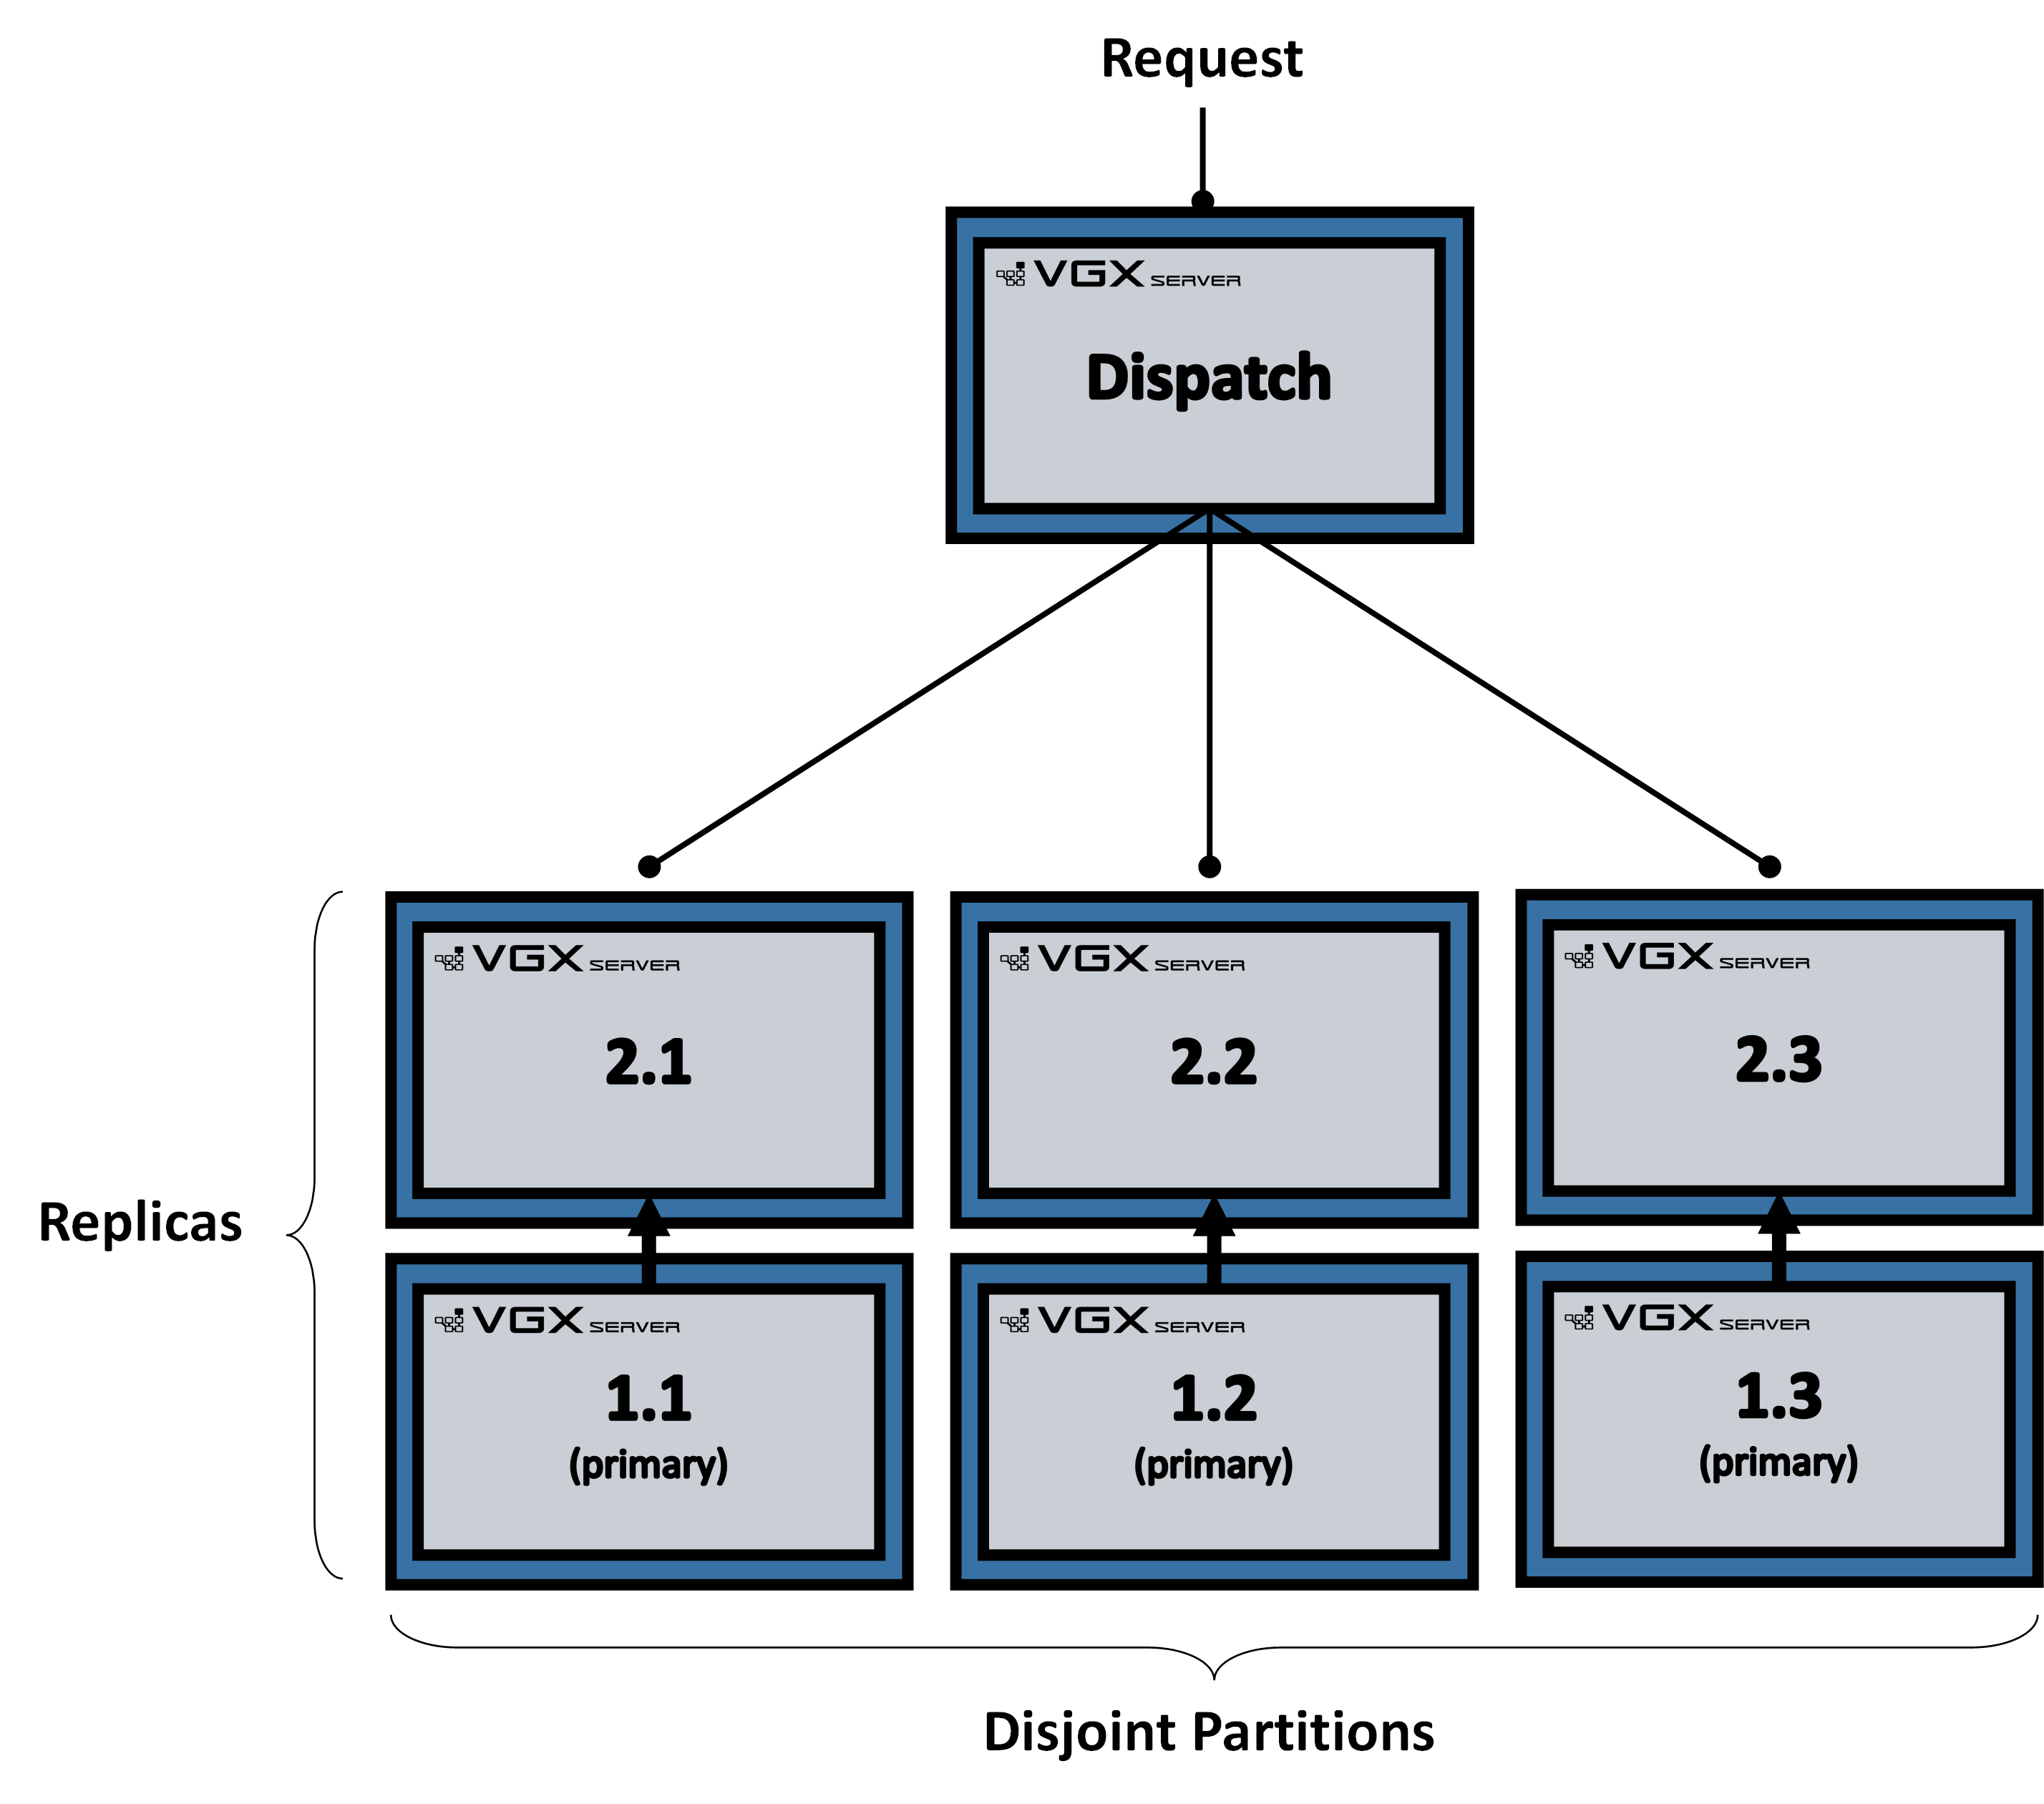 Request
VGX SERVER
Dispatch
VGX SERVER
2.1
VGX SERVER
2.2
VGX SERVER
2.3
Replicas
VGX SERVER
1.1
(primary)
VGX SERVER
1.2
(primary)
VGX SERVER
1.3
(primary)
Disjoint Partitions